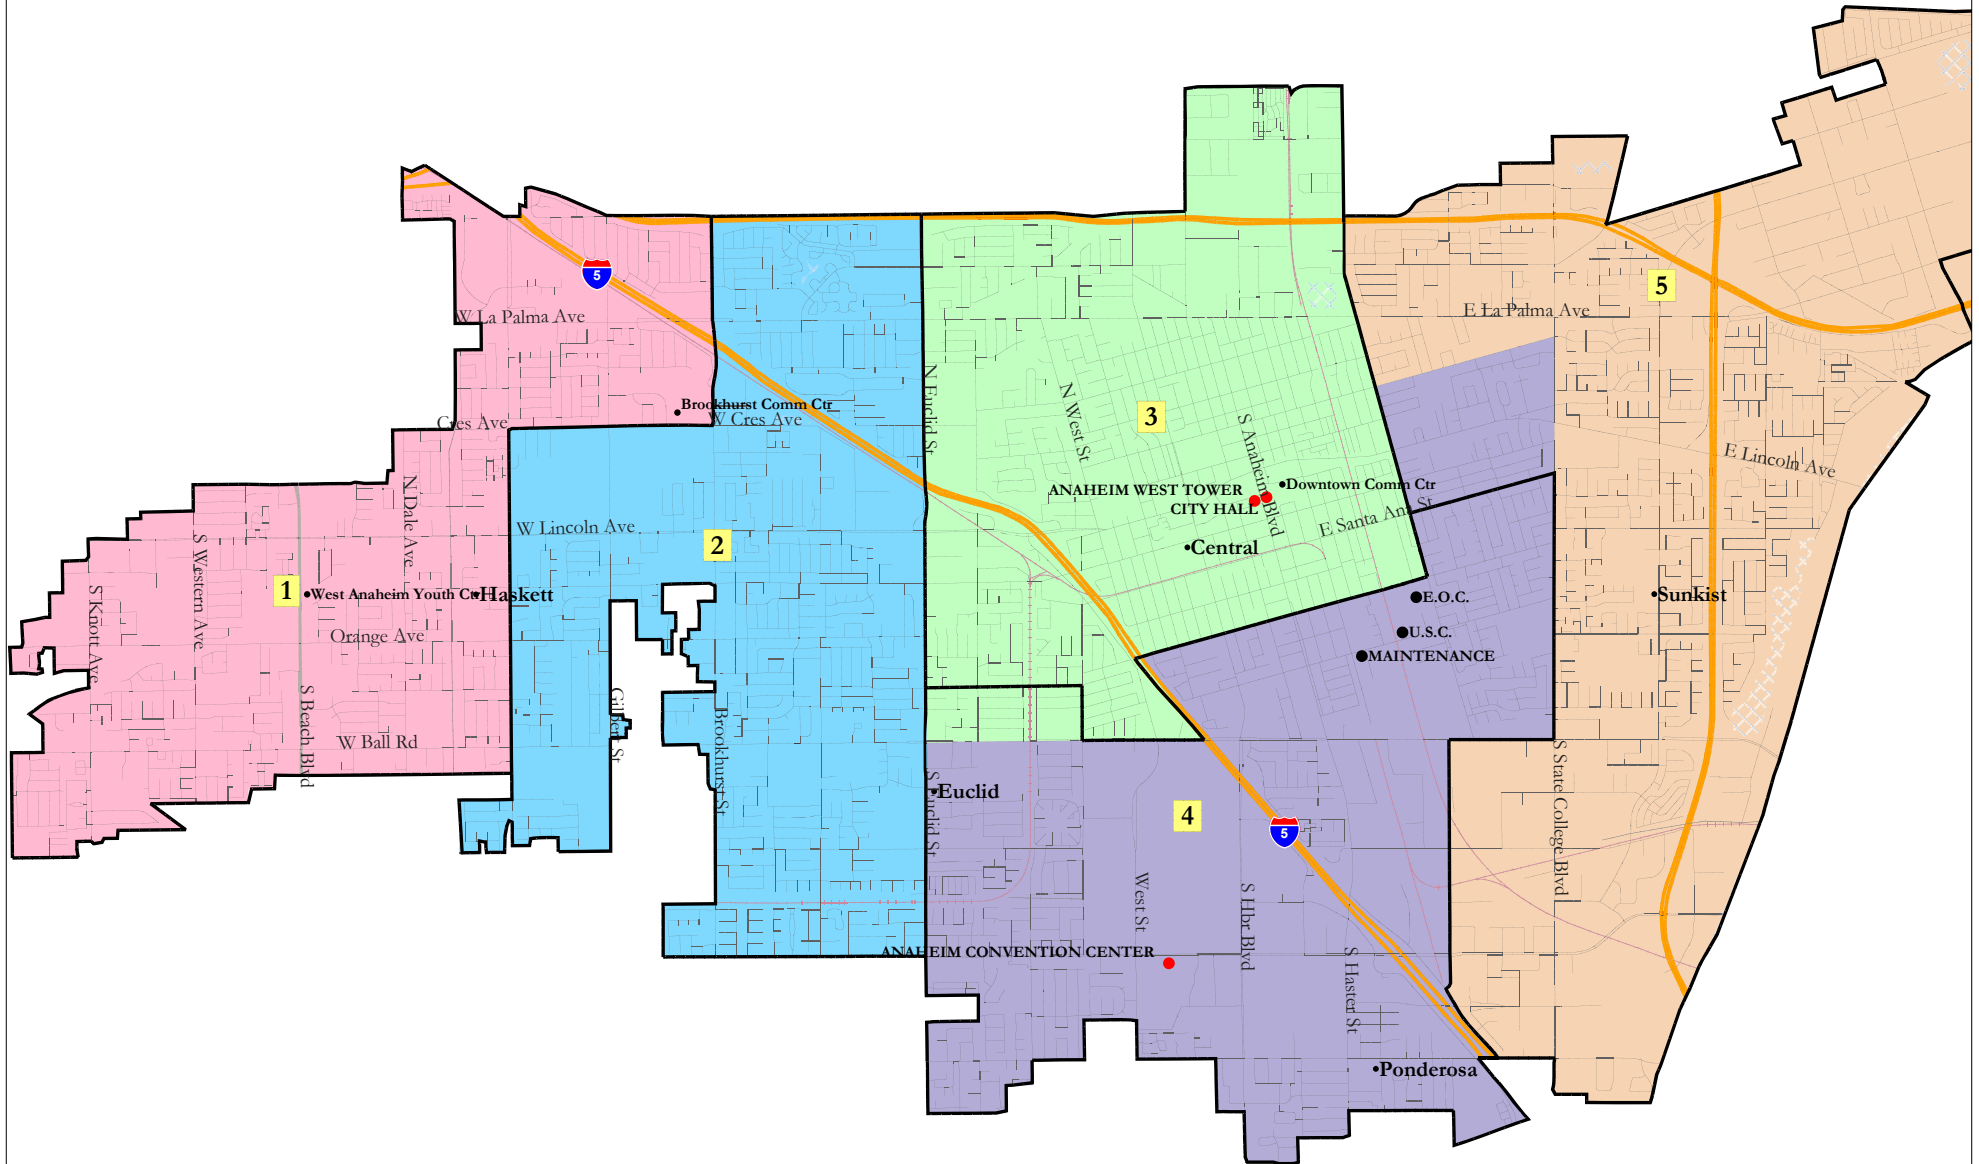 5
5
E La Palma Ave
W La Palma Ave
Brookhurst Comm Ctr
W Cres Ave
Cres Ave
N Euclid St
N West St
3
S Anaheim Blvd
E Lincoln Ave
ANAHEIM WEST TOWER
Downtown Comm Ctr
CITY HALL
E Santa Ana St
N Dale Ave
W Lincoln Ave
2
Central
S Western Ave
S Knott Ave
1
West Anaheim Youth Ctr
Haskett
E.O.C.
Sunkist
Orange Ave
U.S.C.
MAINTENANCE
S Beach Blvd
W Ball Rd
Gilbert St
Brookhurst St
S Euclid St
Euclid
4
5
S State College Blvd
West St
S Hbr Blvd
ANAHEIM CONVENTION CENTER
S Haster St
Ponderosa